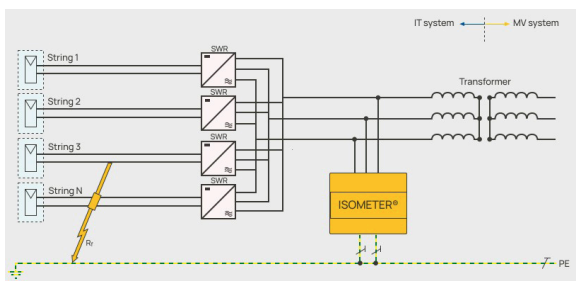 IT system
MV system
SWR
String 1
Transformer
SWR
String 2
SWR
String 3
SWR
String N
ISOMETER®
RF
PE